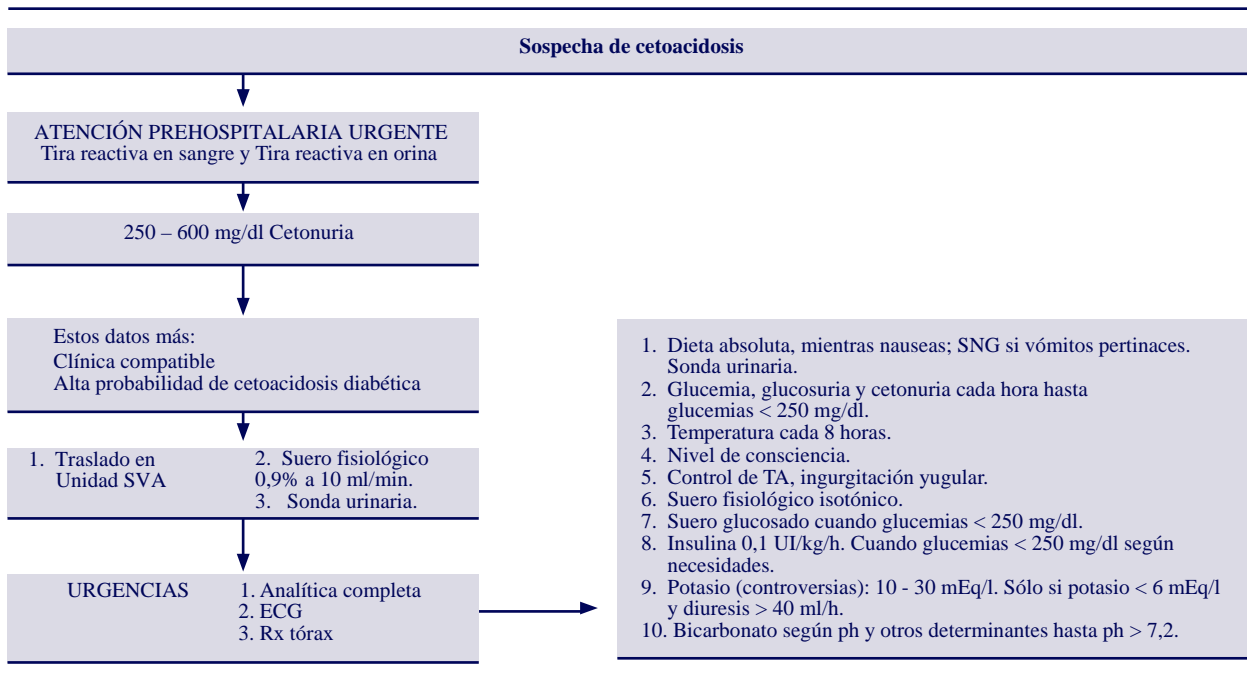 Sospecha de cetoacidosis
ATENCIÓN PREHOSPITALARIA URGENTE
Tira reactiva en sangre y Tira reactiva en orina
250 – 600 mg/dl Cetonuria
Estos datos más:
Clínica compatible
Alta probabilidad de cetoacidosis diabética
1. Traslado en
Unidad SVA
2. Suero fisiológico
0,9% a 10 ml/min.
3. Sonda urinaria.
URGENCIAS
1. Analítica completa
2. ECG
3. Rx tórax
1. Dieta absoluta, mientras nauseas; SNG si vómitos pertinaces.
Sonda urinaria.
2. Glucemia, glucosuria y cetonuria cada hora hasta
glucemias < 250 mg/dl.
3. Temperatura cada 8 horas.
4. Nivel de consciencia.
5. Control de TA, ingurgitación yugular.
6. Suero fisiológico isotónico.
7. Suero glucosado cuando glucemias < 250 mg/dl.
8. Insulina 0,1 UI/kg/h. Cuando glucemias < 250 mg/dl según
necesidades.
9. Potasio (controversias): 10 - 30 mEq/l. Sólo si potasio < 6 mEq/l
y diuresis > 40 ml/h.
10. Bicarbonato según ph y otros determinantes hasta ph > 7,2.